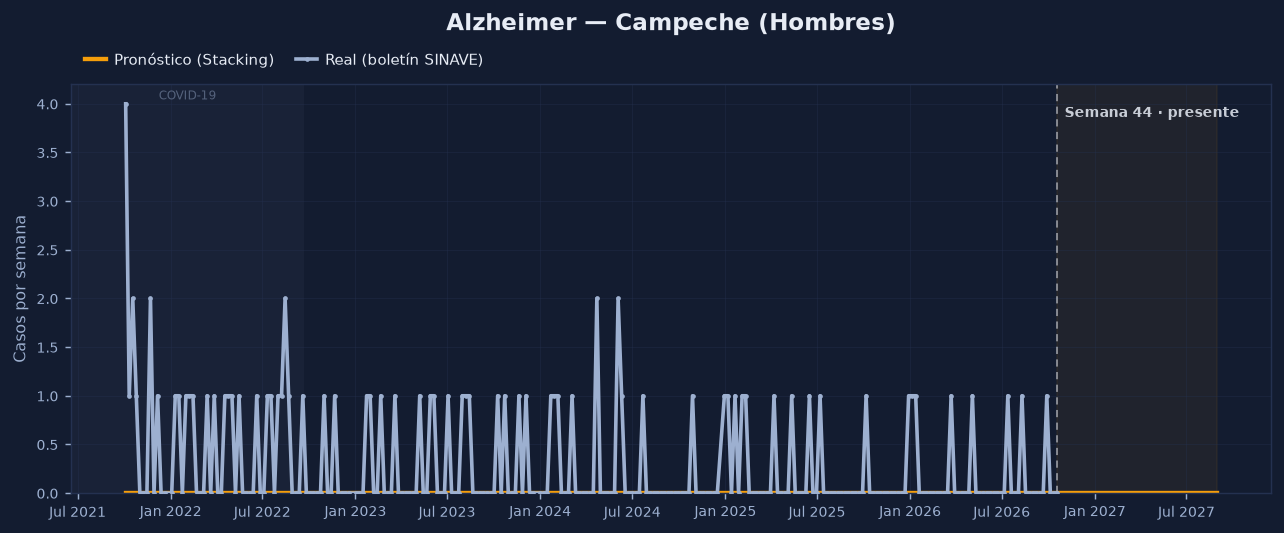 Alzheimer — Campeche (Hombres)
Pronóstico (Stacking)
Real (boletín SINAVE)
COVID-19
Semana 44 · presente
Casos por semana
4.0
3.5
3.0
2.5
2.0
1.5
1.0
0.5
0.0
Jul 2021
Jan 2022
Jul 2022
Jan 2023
Jul 2023
Jan 2024
Jul 2024
Jan 2025
Jul 2025
Jan 2026
Jul 2026
Jan 2027
Jul 2027